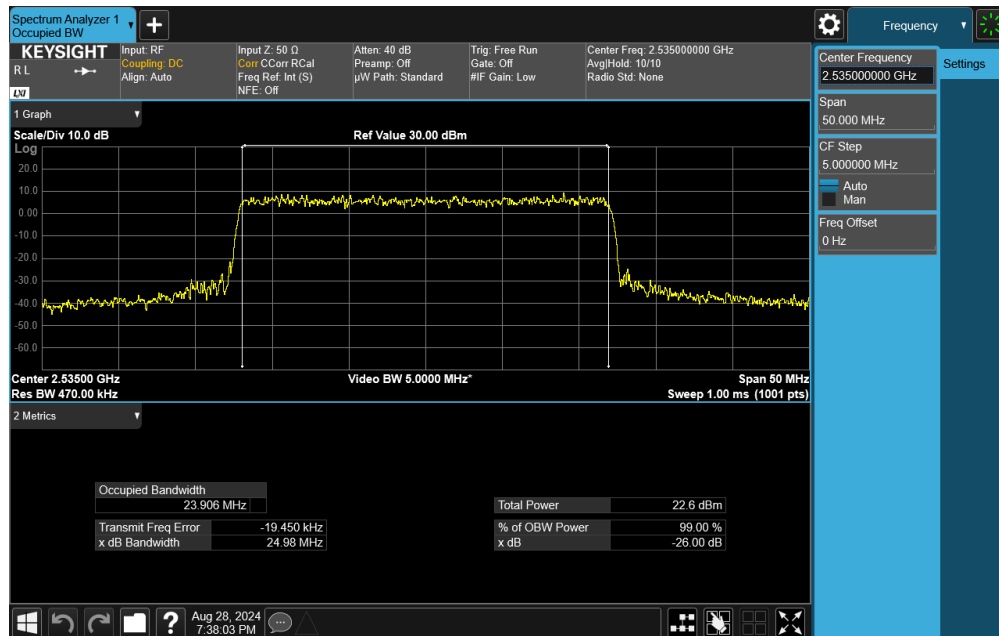 Spectrum Analyzer 1
Occupied BW
Frequency
KEYSIGHT
R L
LXI
Input: RF
Coupling: DC
Align: Auto
Input Z: 50 Ω
Corr CCorr RCal
Freq Ref: Int (S)
NFE: Off
Atten: 40 dB
Preamp: Off
µW Path: Standard
Trig: Free Run
Gate: Off
#IF Gain: Low
Center Freq: 2.535000000 GHz
Avg|Hold: 10/10
Radio Std: None
Center Frequency
2.535000000 GHz
Settings
Span
50.000 MHz
CF Step
5.000000 MHz
Auto
Man
Freq Offset
0 Hz
1 Graph
Scale/Div 10.0 dB
Ref Value 30.00 dBm
Log
20.0
10.0
0.00
-10.0
-20.0
-30.0
-40.0
-50.0
-60.0
Center 2.53500 GHz
Video BW 5.0000 MHz*
Span 50 MHz
Res BW 470.00 kHz
Sweep 1.00 ms (1001 pts)
2 Metrics
Occupied Bandwidth
23.906 MHz
Total Power 22.6 dBm
Transmit Freq Error -19.450 kHz
% of OBW Power 99.00 %
x dB Bandwidth 24.98 MHz
x dB -26.00 dB
Aug 28, 2024
7:38:03 PM